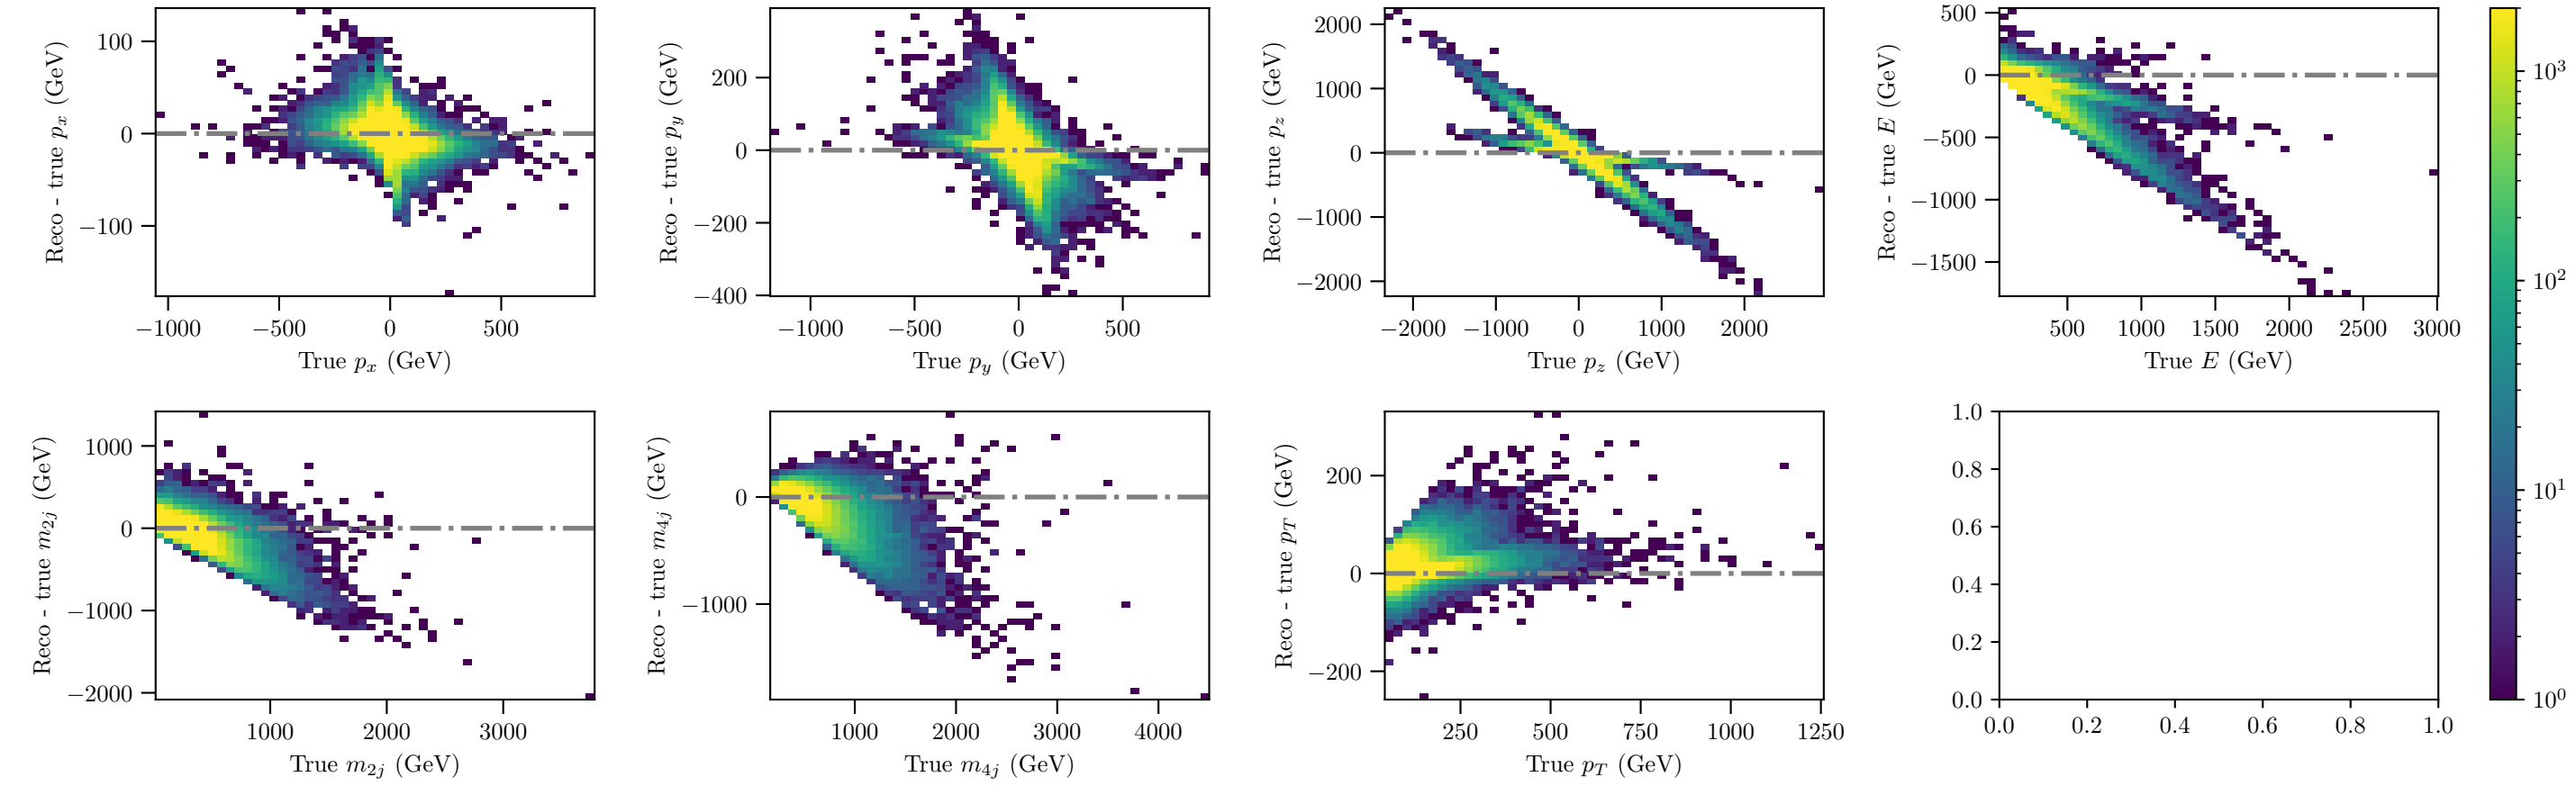 100
0
−100
Reco - true p_x (GeV)
−1000 −500 0 500
True p_x (GeV)
200
0
−200
−400
Reco - true p_y (GeV)
−1000 −500 0 500
True p_y (GeV)
2000
1000
0
−1000
−2000
Reco - true p_z (GeV)
−2000 −1000 0 1000 2000
True p_z (GeV)
500
0
−500
−1000
−1500
Reco - true E (GeV)
500 1000 1500 2000 2500 3000
True E (GeV)
10^3
10^2
10^1
10^0
1000
0
−1000
−2000
Reco - true m_{2j} (GeV)
1000 2000 3000
True m_{2j} (GeV)
0
−1000
Reco - true m_{4j} (GeV)
1000 2000 3000 4000
True m_{4j} (GeV)
200
0
−200
Reco - true p_T (GeV)
250 500 750 1000 1250
True p_T (GeV)
1.0
0.8
0.6
0.4
0.2
0.0
0.0 0.2 0.4 0.6 0.8 1.0